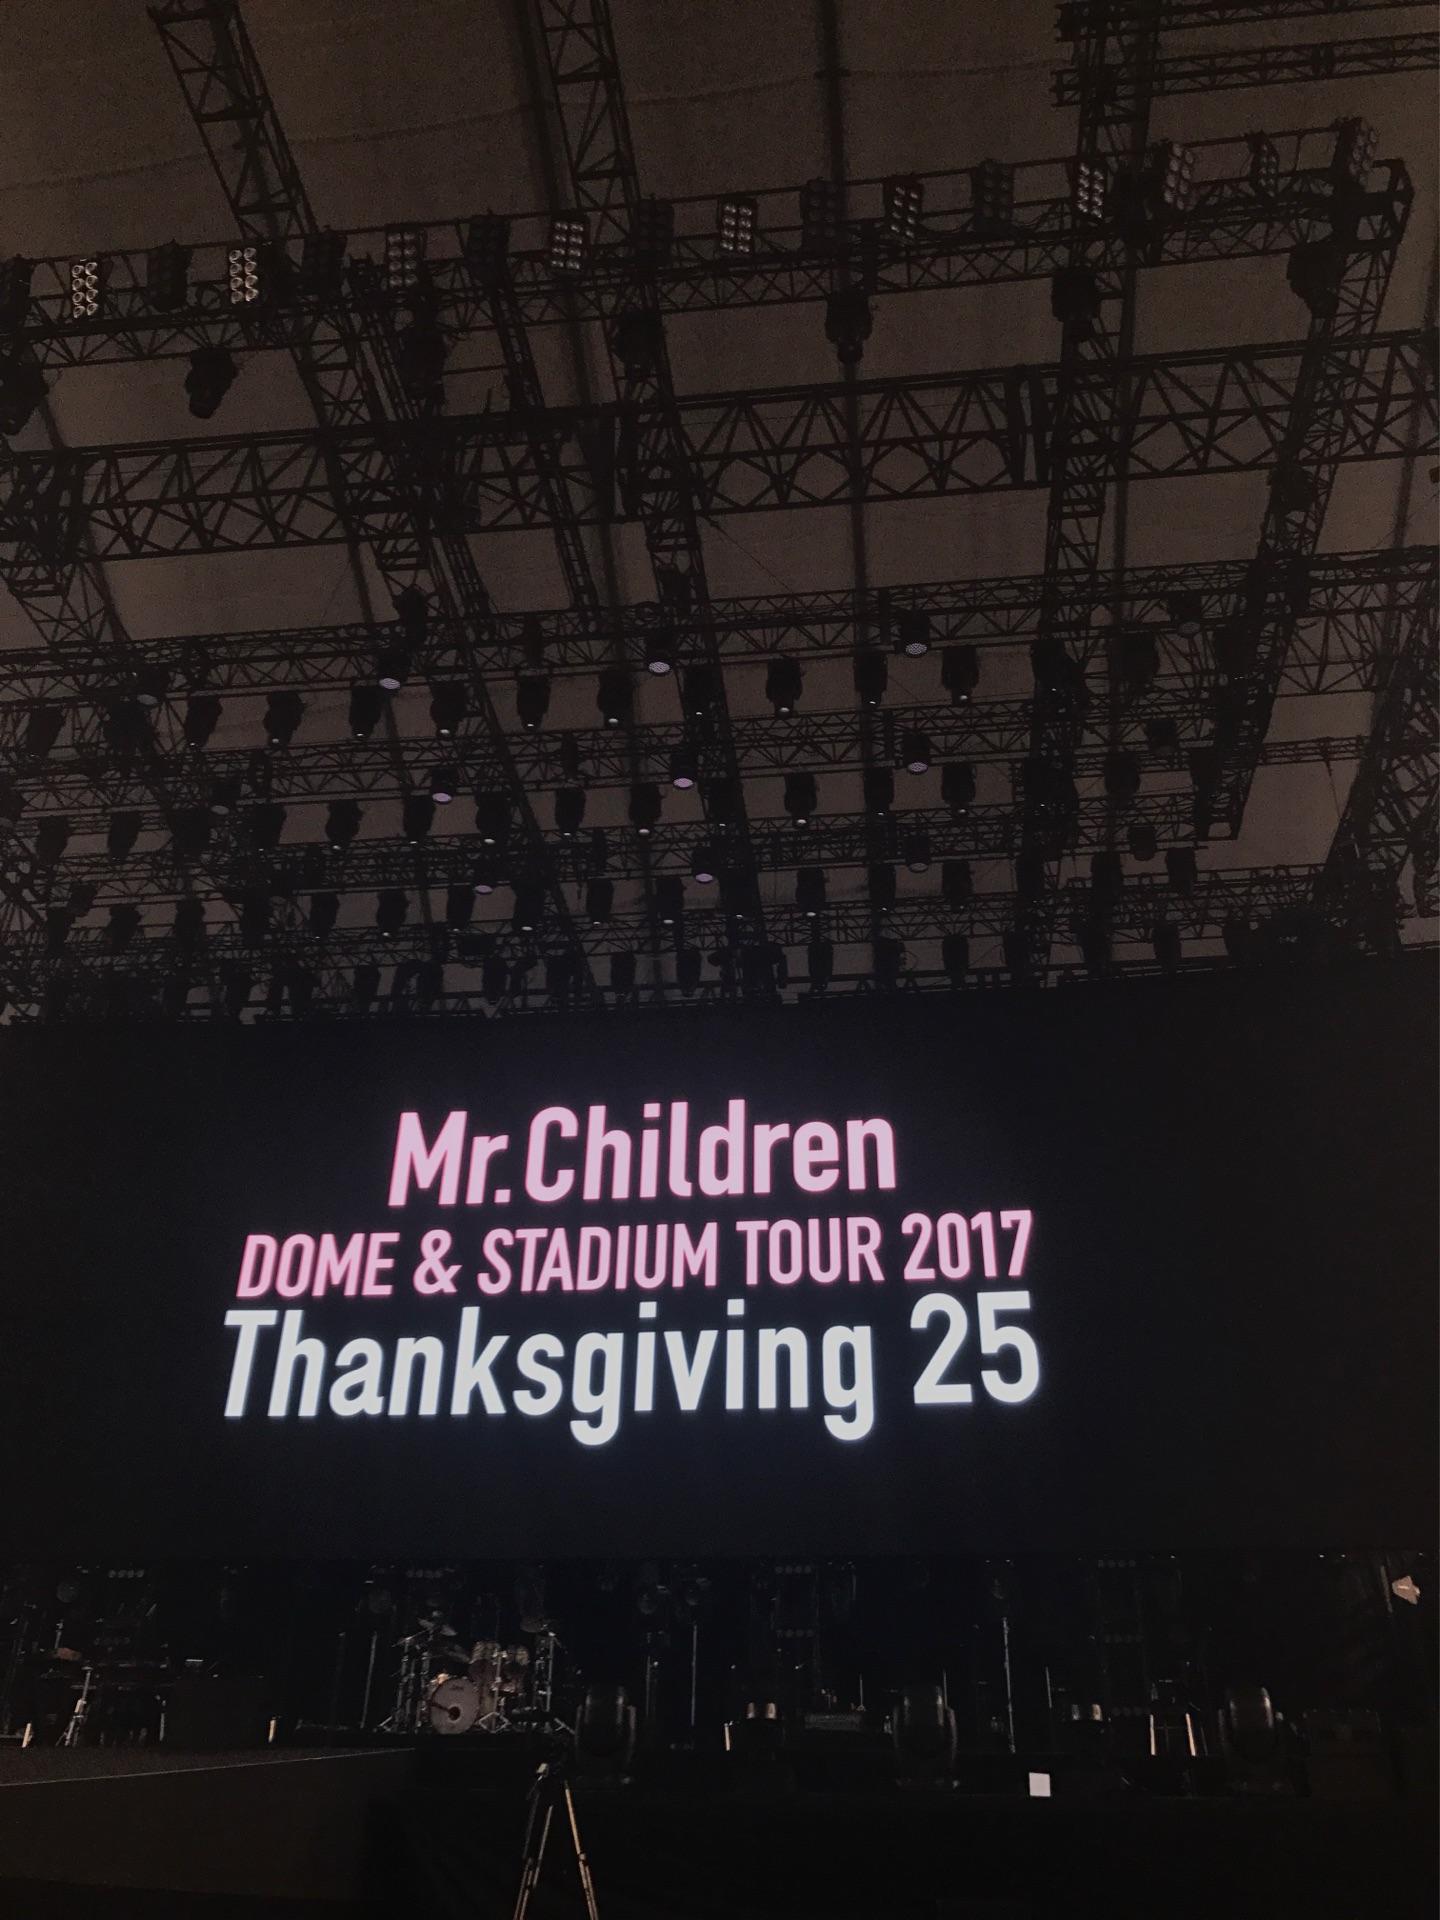 Mr.Children
DOME & STADIUM TOUR 2017
Thanksgiving 25